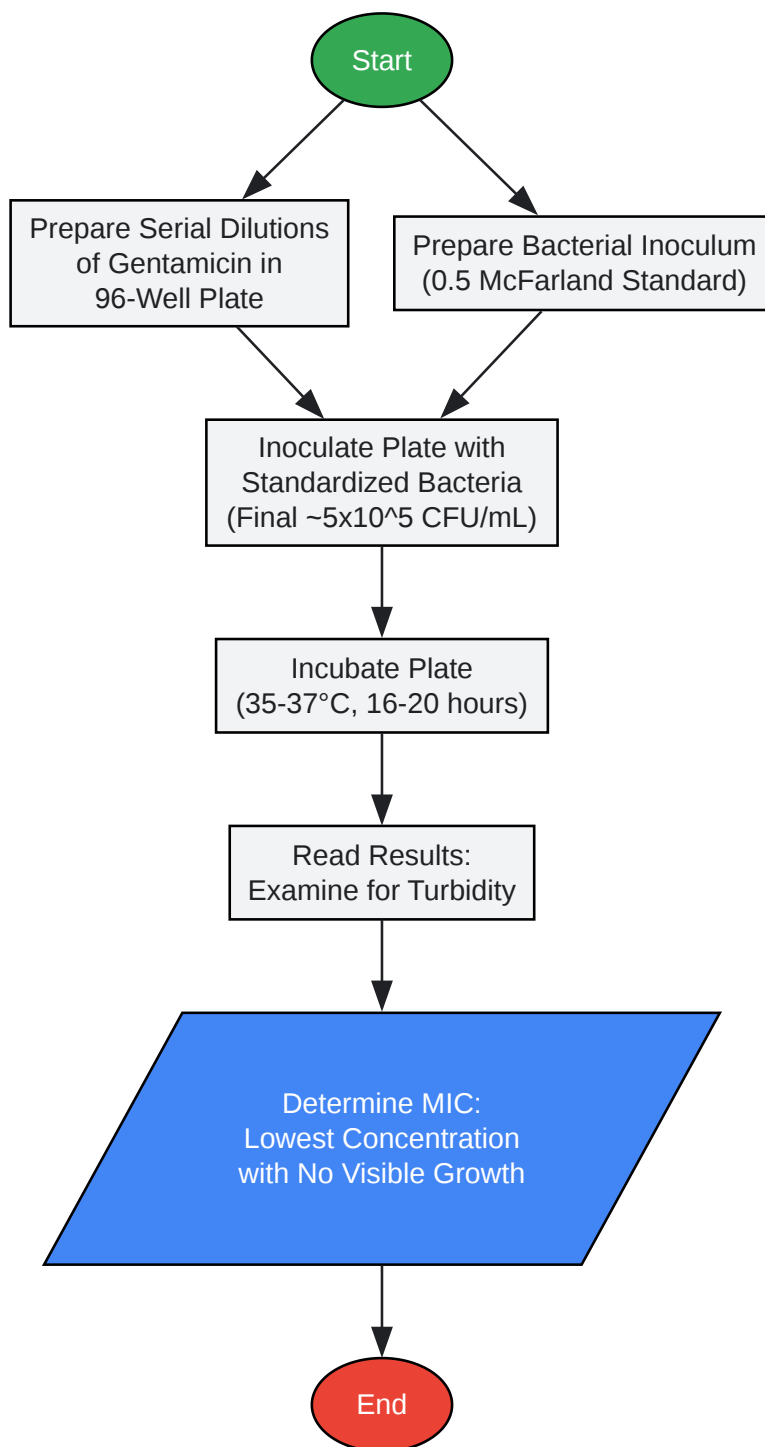 Start
Prepare Serial Dilutions
of Gentamicin in
96-Well Plate
Prepare Bacterial Inoculum
(0.5 McFarland Standard)
Inoculate Plate with
Standardized Bacteria
(Final ~5x10^5 CFU/mL)
Incubate Plate
(35-37°C, 16-20 hours)
Read Results:
Examine for Turbidity
Determine MIC:
Lowest Concentration
with No Visible Growth
End